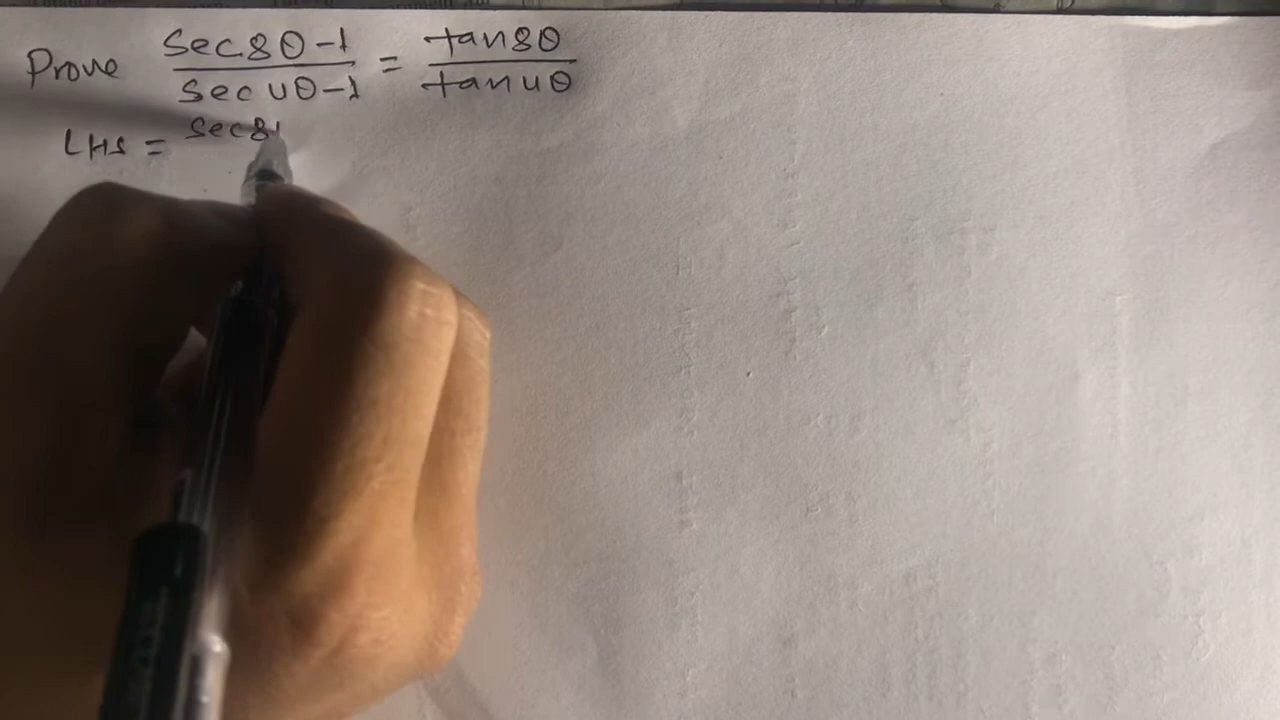 Prove sec8θ-1/sec4θ-1 = tan8θ/tan4θ
LHS = sec8